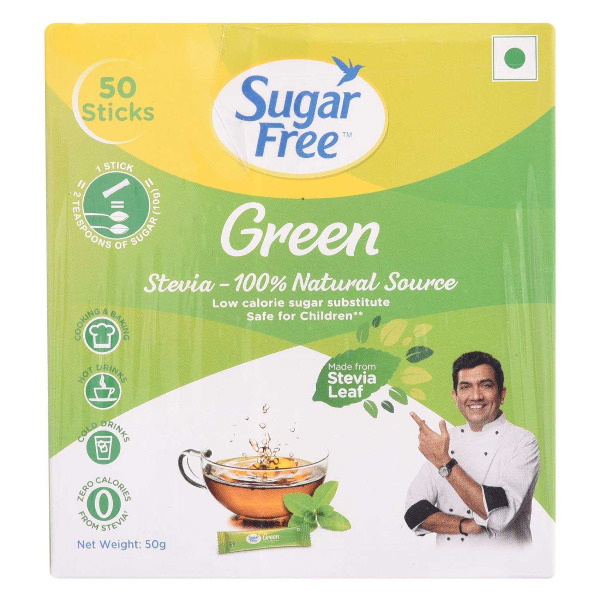 50
Sticks
Sugar
Free™
1 STICK
= 2 TEASPOONS OF SUGAR (10g) =
Green
Stevia - 100% Natural Source
Low calorie sugar substitute
Safe for Children**
COOKING & BAKING
HOT DRINKS
COLD DRINKS
ZERO CALORIES
0
FROM STEVIA
Made from
Stevia
Leaf
Sugar
Free
Green
Net Weight: 50g